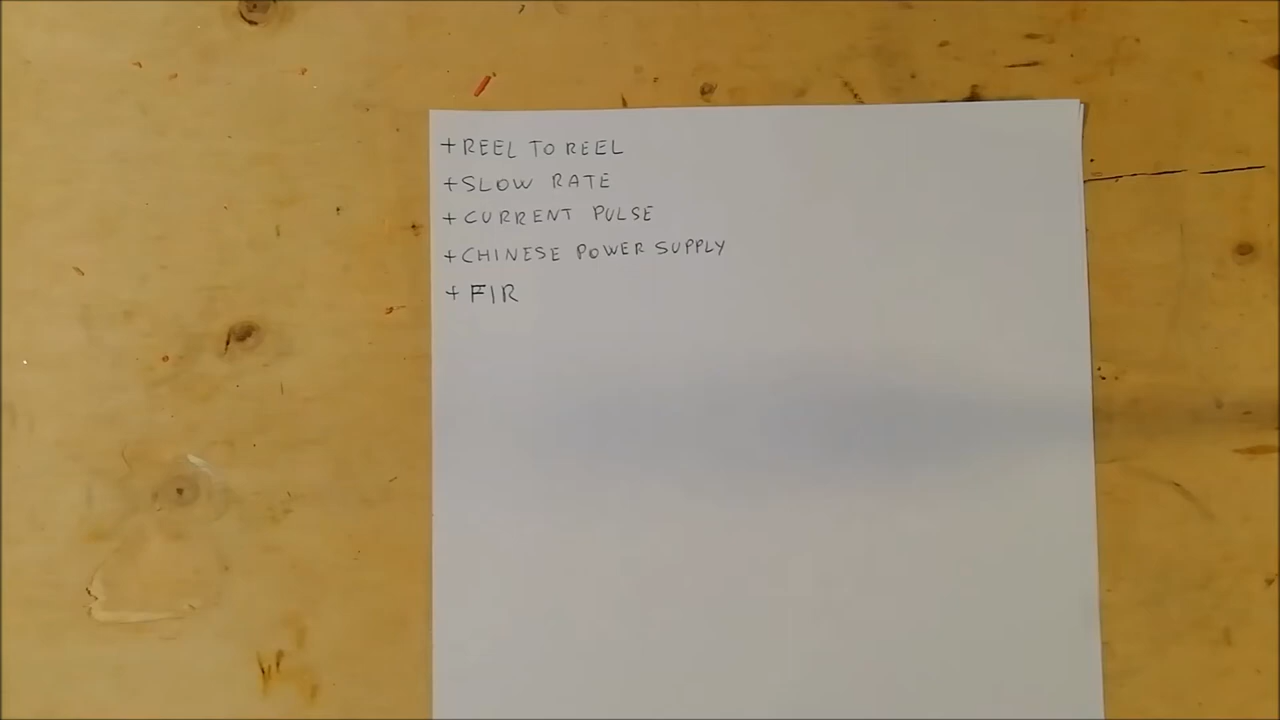 + REEL TO REEL
+ SLOW RATE
+ CURRENT PULSE
+ CHINESE POWER SUPPLY
+ FIR